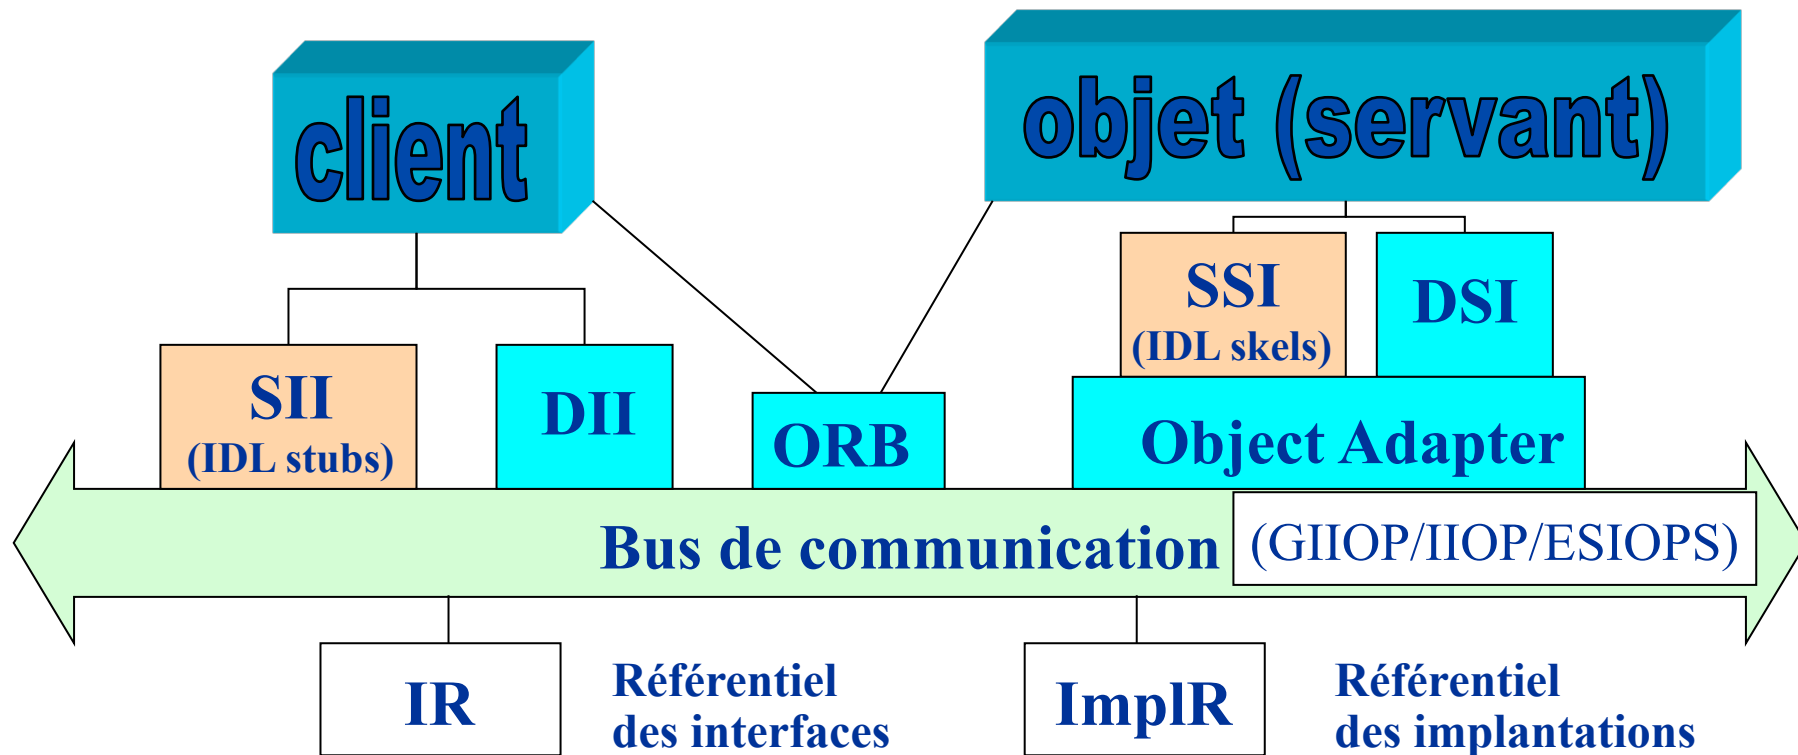 client
objet (servant)
SSI
(IDL skels)
DSI
SII
(IDL stubs)
DII
ORB
Object Adapter
Bus de communication
(GIIOP/IIOP/ESIOPS)
IR
Référentiel
des interfaces
ImplR
Référentiel
des implantations